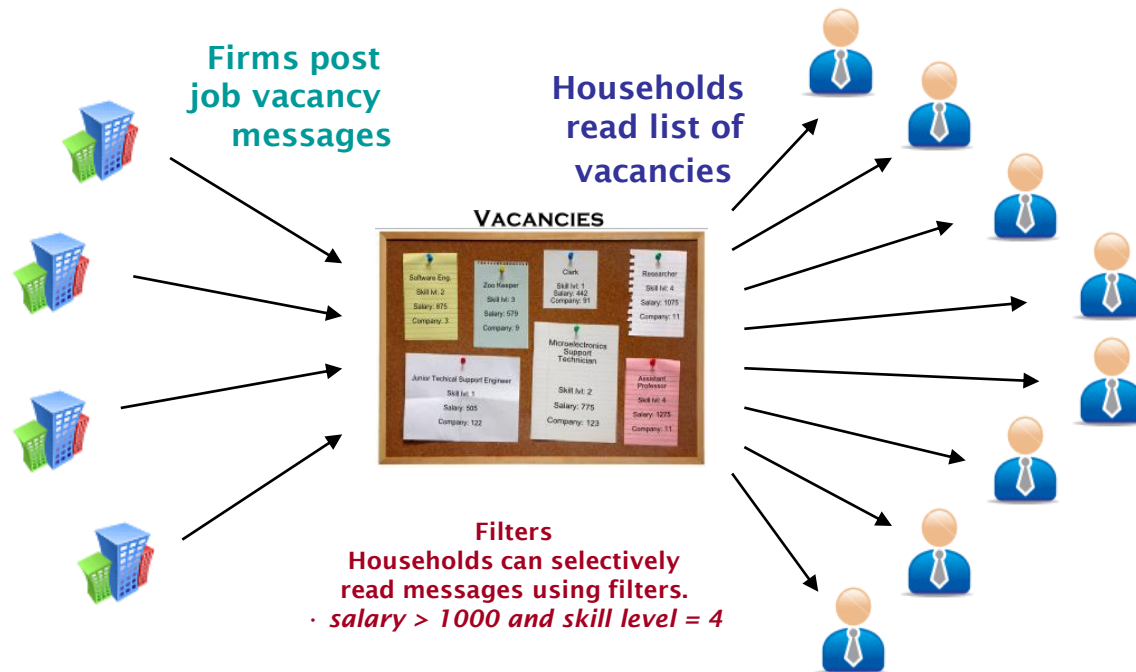 Firms post
job vacancy
messages
Households
read list of
vacancies
VACANCIES
Software Eng.
Skill lvl: 2
Salary: 875
Company: 3
Zoo Keeper
Skill lvl: 3
Salary: 579
Company: 9
Clerk
Skill lvl: 1
Salary: 442
Company: 91
Researcher
Skill lvl: 4
Salary: 1075
Company: 11
Junior Techical Support Engineer
Skill lvl: 1
Salary: 505
Company: 122
Microelectronics
Support
Technician
Skill lvl: 2
Salary: 775
Company: 123
Assistant
Professor
Skill lvl: 4
Salary: 1275
Company: 11
Filters
Households can selectively
read messages using filters.
· salary > 1000 and skill level = 4